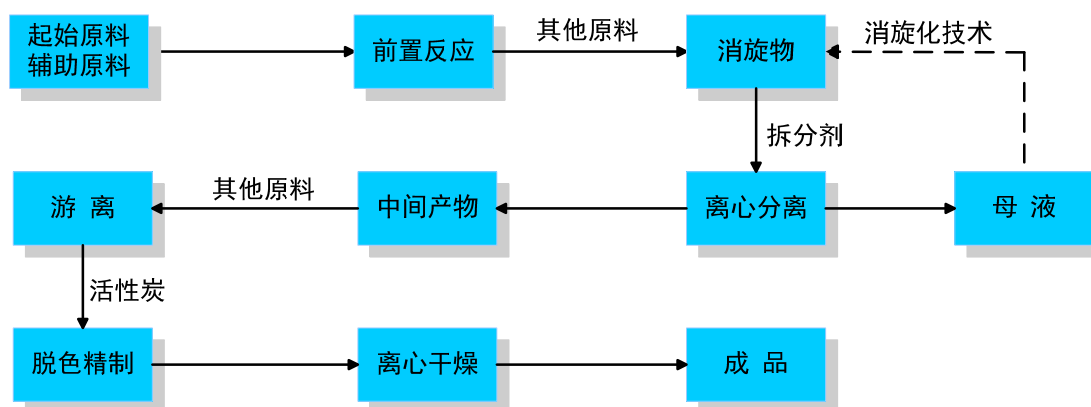 起始原料
辅助原料
前置反应
其他原料
消旋物
消旋化技术
拆分剂
游 离
其他原料
中间产物
离心分离
母 液
活性炭
脱色精制
离心干燥
成 品